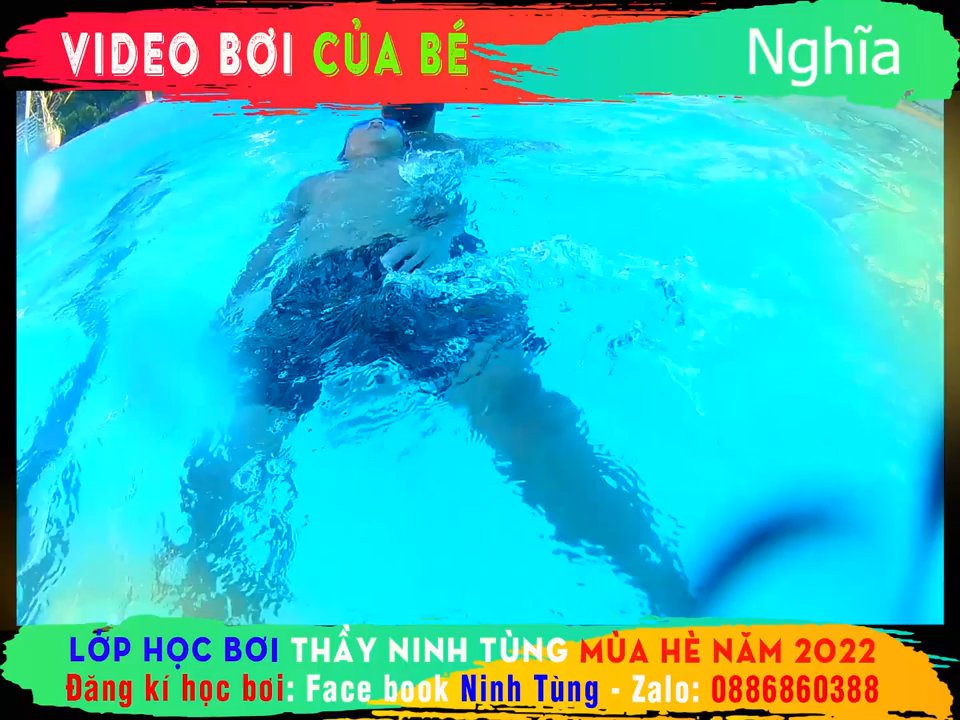 VIDEO BƠI CỦA BÉ
Nghĩa
LỚP HỌC BƠI THẦY NINH TÙNG MÙA HÈ NĂM 2022
Đăng kí học bơi: Face book Ninh Tùng - Zalo: 0886860388